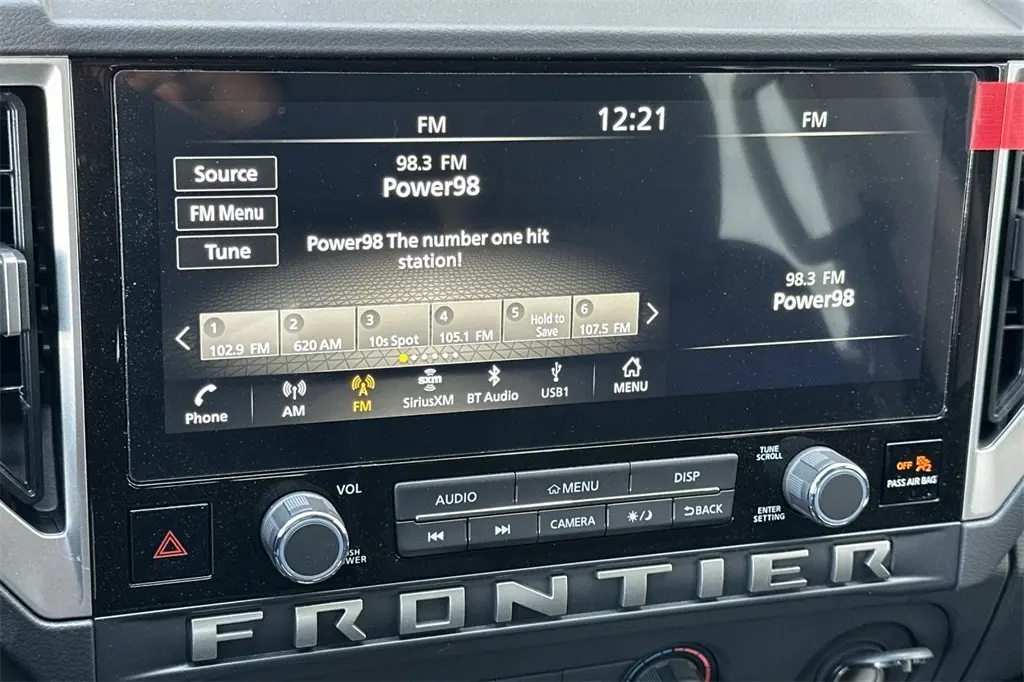 FM
12:21
FM
98.3 FM
Power98
Source
FM Menu
Tune
Power98 The number one hit
station!
98.3 FM
Power98
1
102.9 FM
2
620 AM
3
10s Spot
4
105.1 FM
5
Hold to
Save
6
107.5 FM
Phone
AM
FM
sxm
SiriusXM
BT Audio
USB1
MENU
VOL
AUDIO
MENU
DISP
CAMERA
BACK
TUNE
SCROLL
ENTER
SETTING
OFF
PASS AIR BAG
FRONTIER